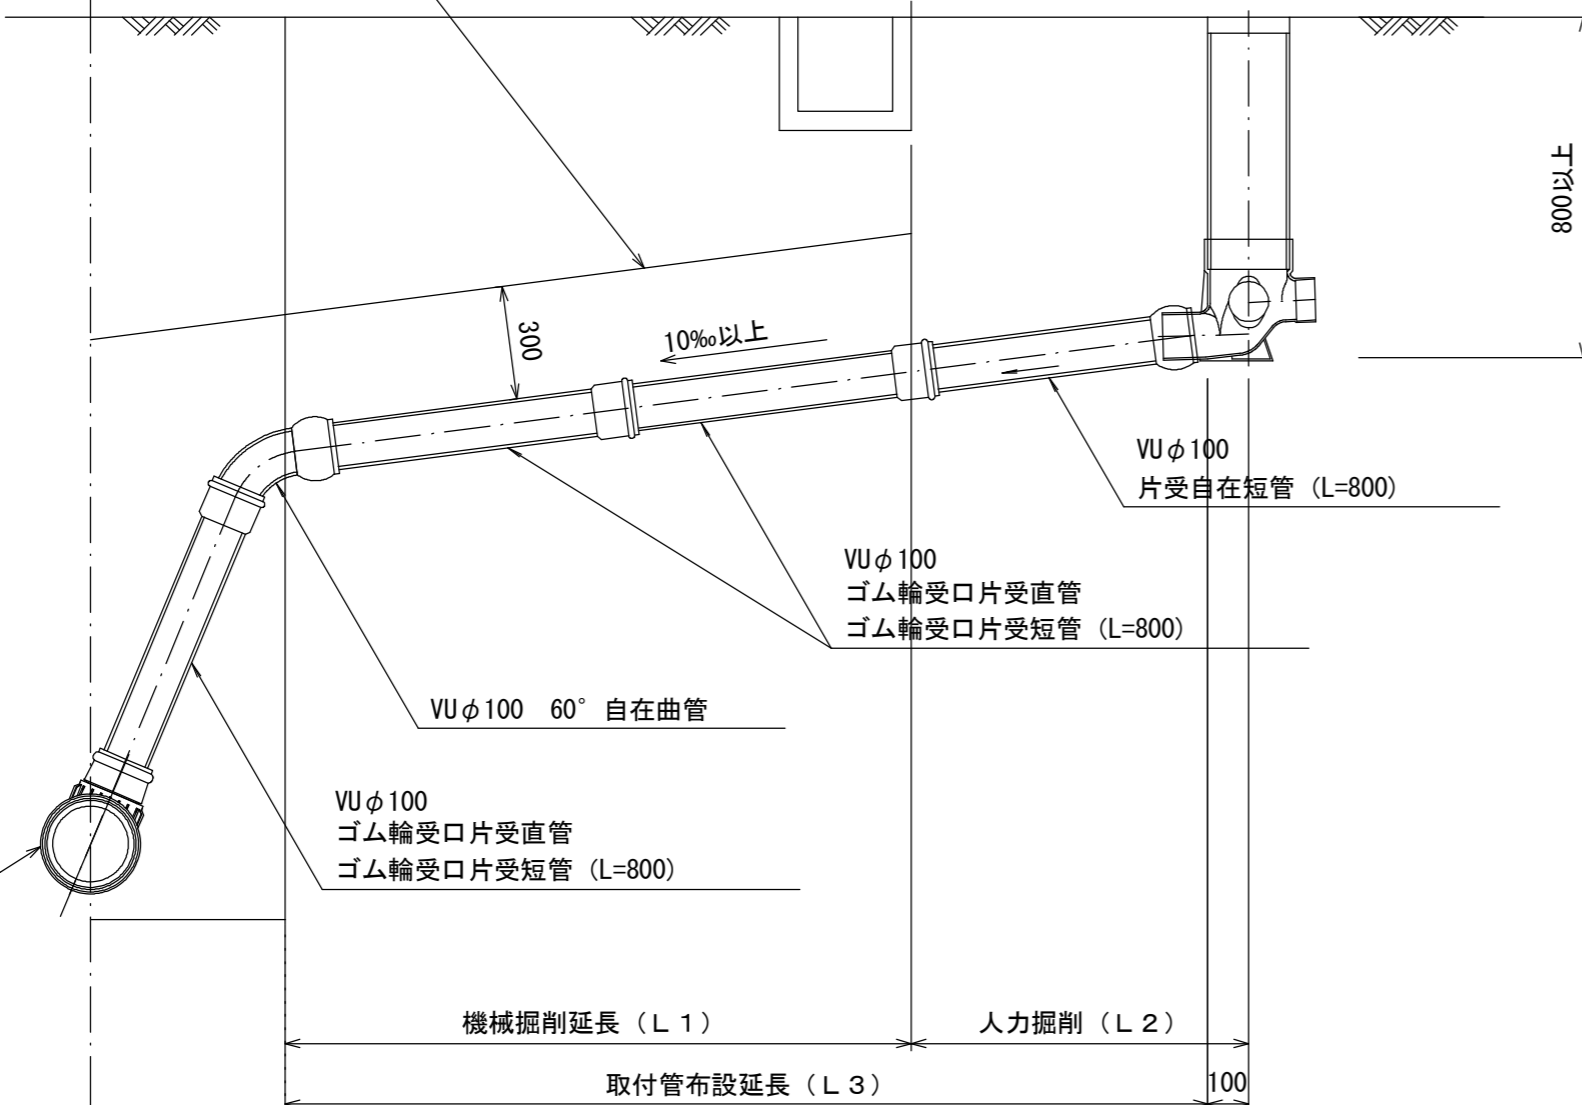 800以上
300
10‰以上
VUφ100
片受自在短管 (L=800)
VUφ100
ゴム輪受口片受直管
ゴム輪受口片受短管 (L=800)
VUφ100 60°自在曲管
VUφ100
ゴム輪受口片受直管
ゴム輪受口片受短管 (L=800)
機械掘削延長(L1)
人力掘削(L2)
取付管布設延長(L3)
100